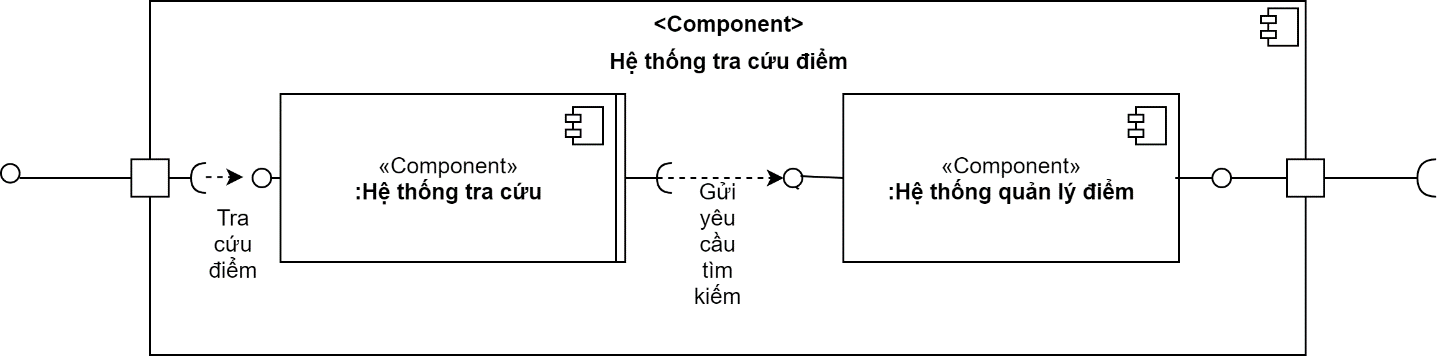 <Component>
Hệ thống tra cứu điểm
«Component»
:Hệ thống tra cứu
«Component»
:Hệ thống quản lý điểm
Tra
cứu
điểm
Gửi
yêu
cầu
tìm
kiếm